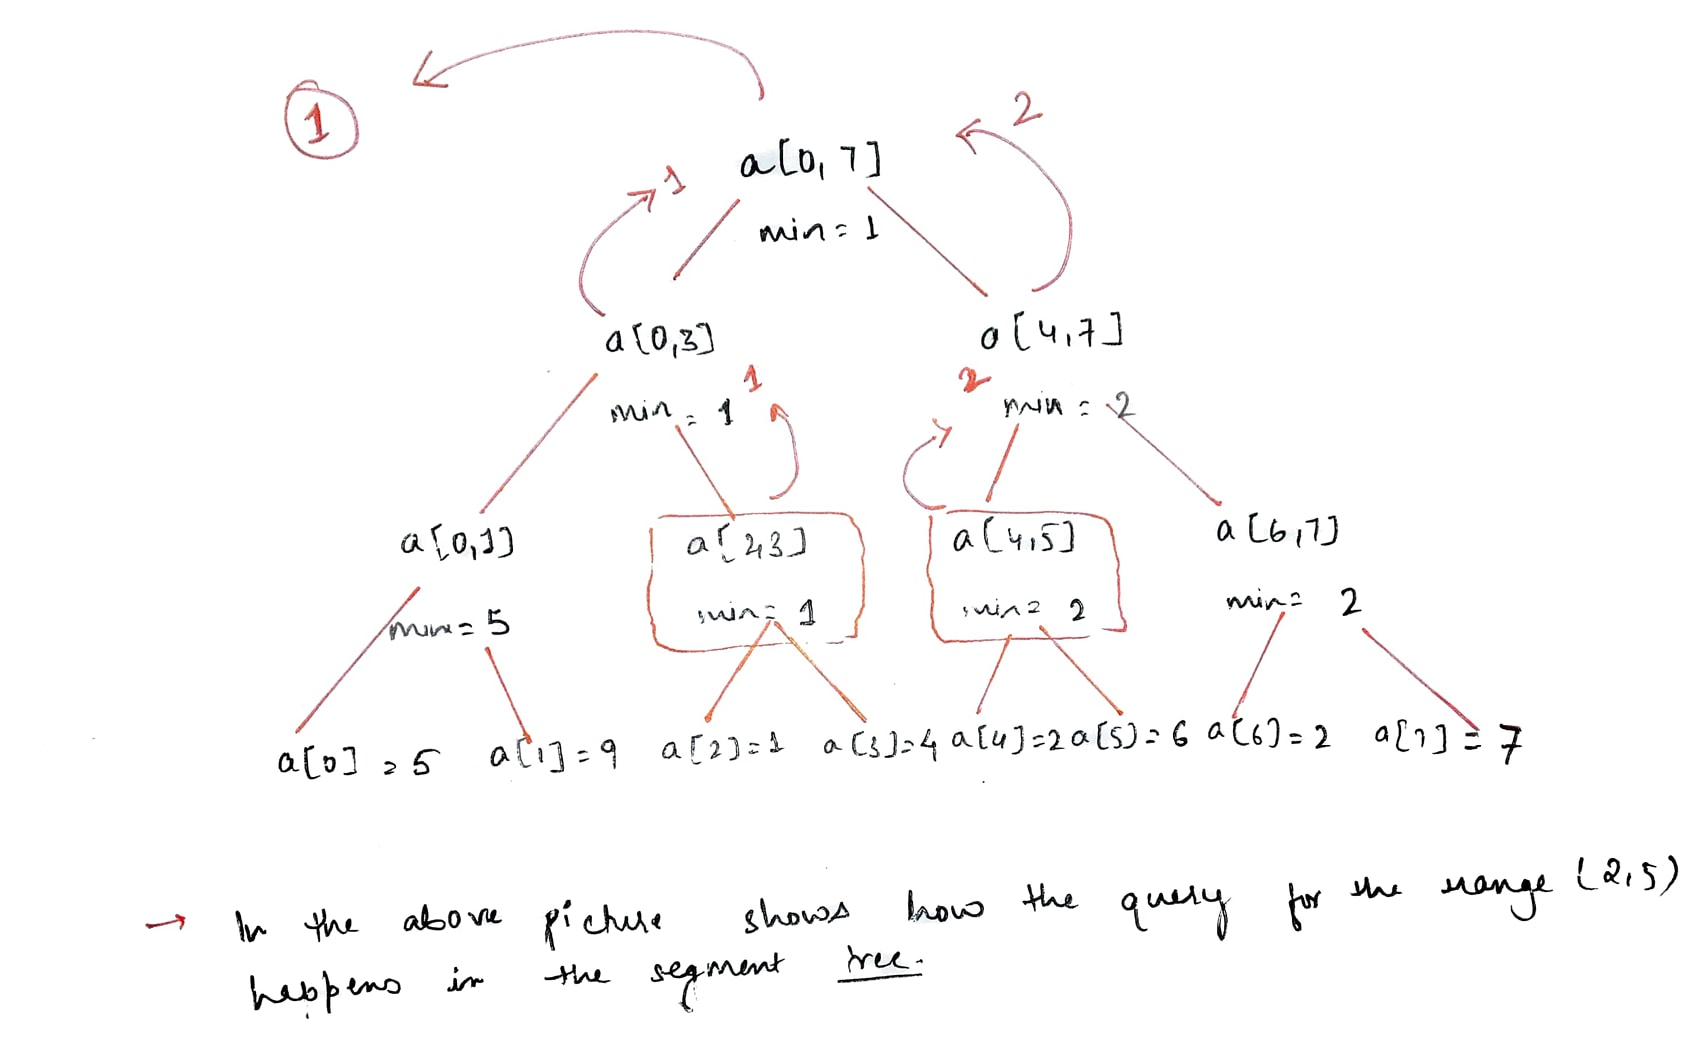 1
2
a[0, 7]
1
min = 1
a[0,3]
a[4,7]
1
2
min = 1
min = 2
a[0,1]
a[2,3]
a[4,5]
a[6,7]
min = 5
min = 1
min = 2
min = 2
a[0] = 5 a[1] = 9 a[2] = 1 a[3] = 4 a[4] = 2 a[5] = 6 a[6] = 2 a[7] = 7
→ In the above picture shows how the query for the range (2,5)
happens in the segment tree.